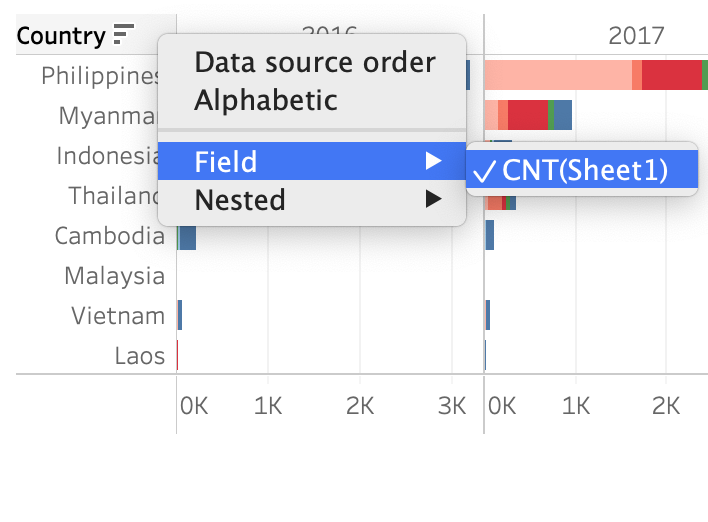 Country
2016
2017
Data source order
Alphabetic
Field
CNT(Sheet1)
Nested
Philippines
Myanmar
Indonesia
Thailand
Cambodia
Malaysia
Vietnam
Laos
0K 1K 2K 3K 0K 1K 2K